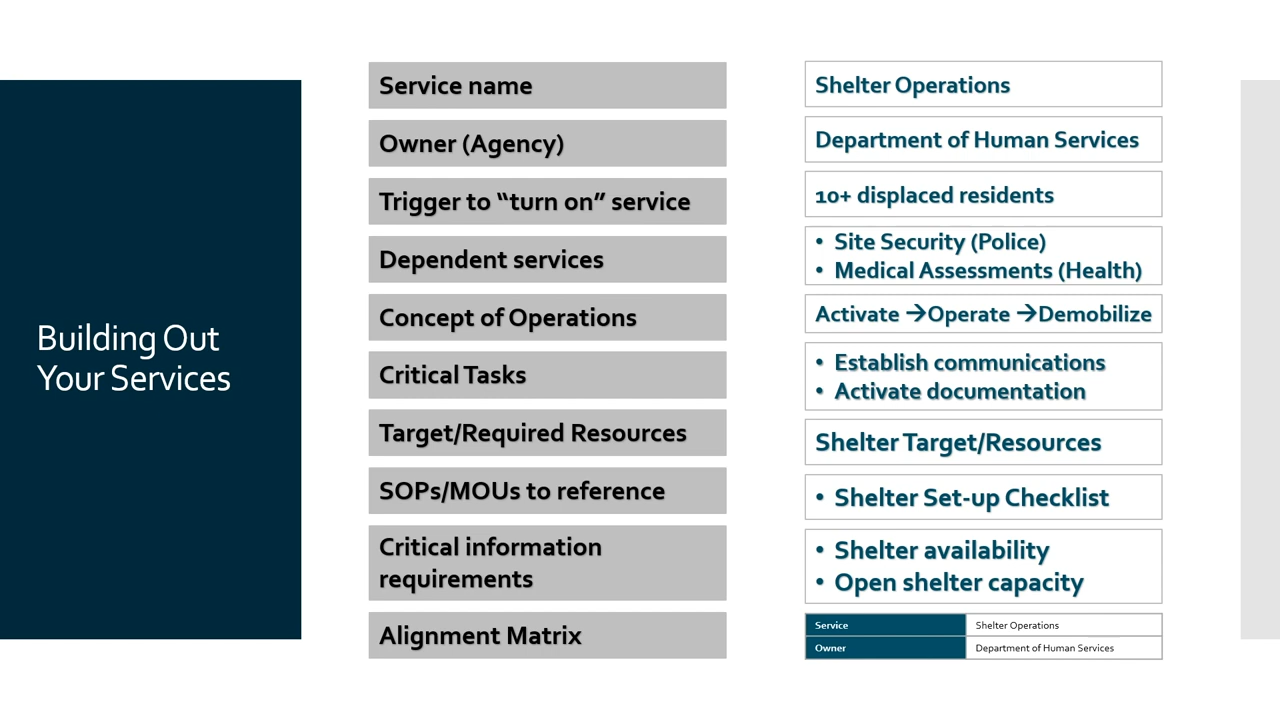 Building Out
Your Services
Service name
Owner (Agency)
Trigger to “turn on” service
Dependent services
Concept of Operations
Critical Tasks
Target/Required Resources
SOPs/MOUs to reference
Critical information
requirements
Alignment Matrix
Shelter Operations
Department of Human Services
10+ displaced residents
• Site Security (Police)
• Medical Assessments (Health)
Activate →Operate →Demobilize
• Establish communications
• Activate documentation
Shelter Target/Resources
• Shelter Set-up Checklist
• Shelter availability
• Open shelter capacity
Service Shelter Operations
Owner Department of Human Services